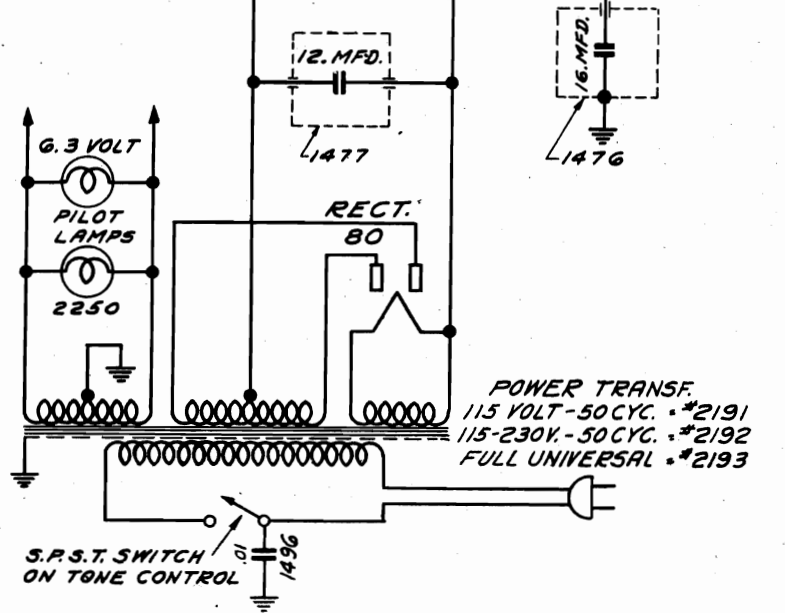 12. MFD.
16. MFD.
6.3 VOLT
1477
1476
PILOT
LAMPS
RECT.
80
2250
POWER TRANSF.
115 VOLT - 50 CYC. = #2191
115-230V. - 50 CYC. = #2192
FULL UNIVERSAL = #2193
S.P.S.T. SWITCH
ON TONE CONTROL
.01
1496